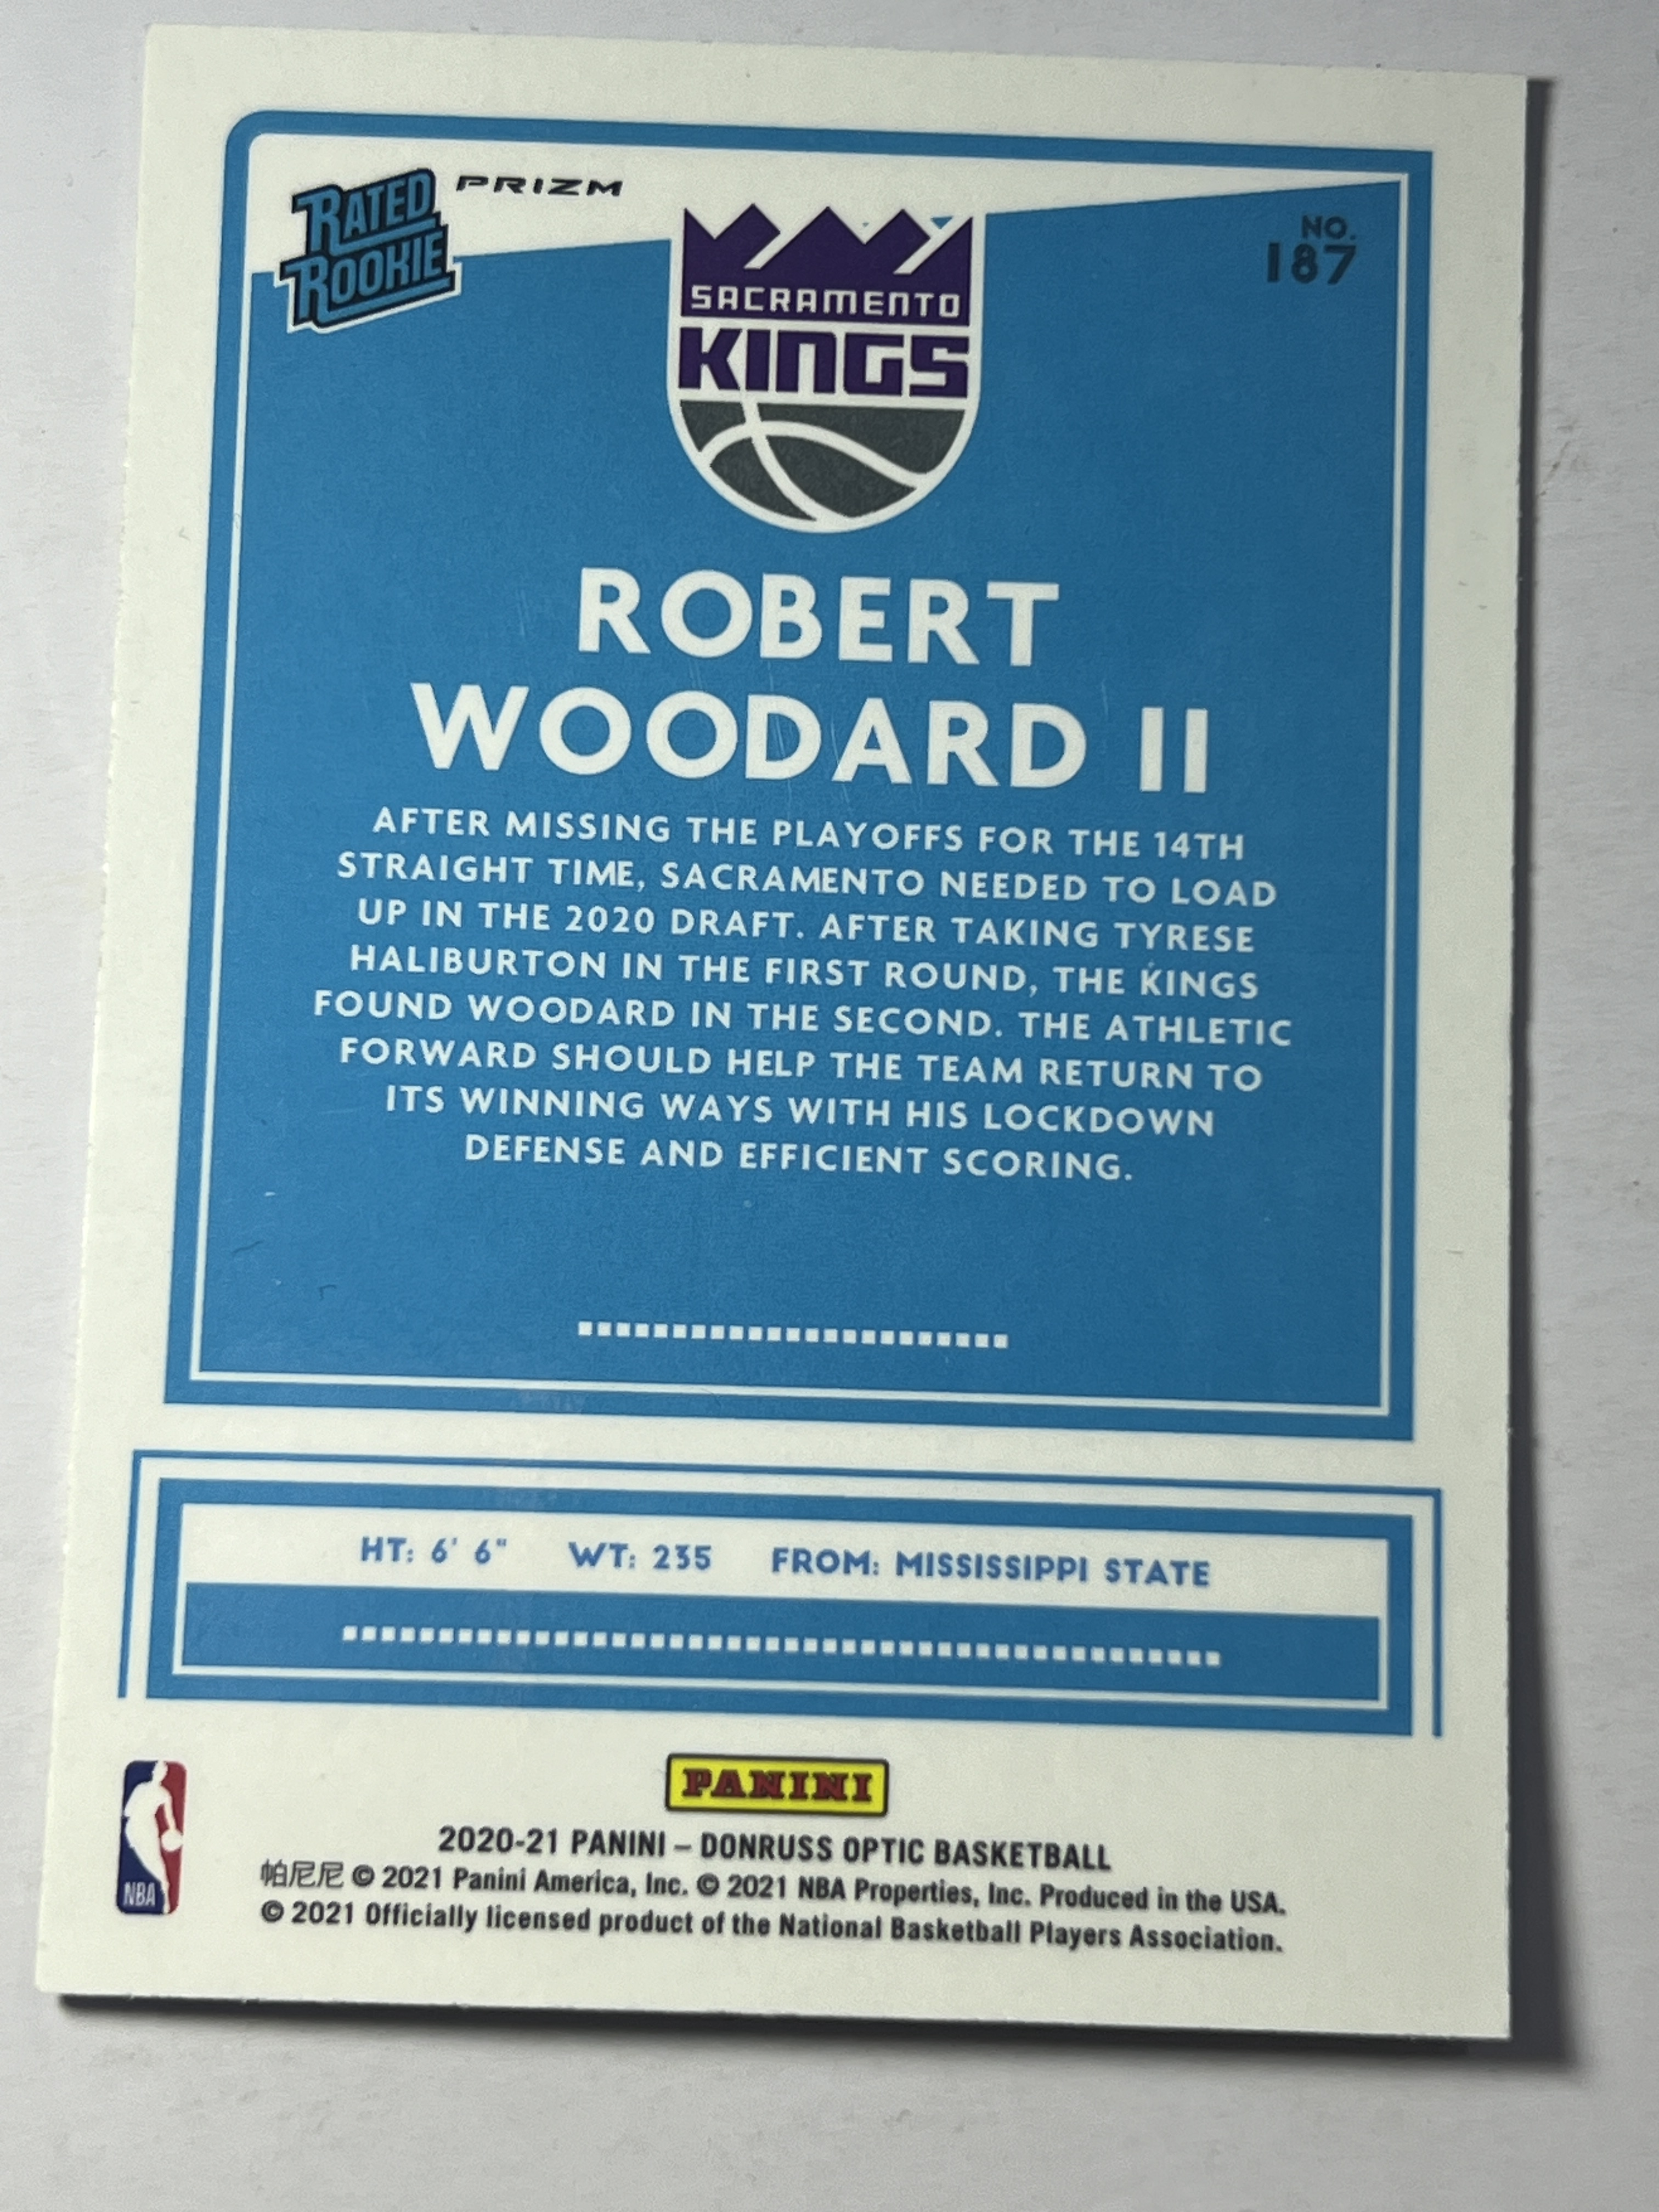 RATED
ROOKIE
PRIZM
NO.
187
SACRAMENTO
KINGS
ROBERT
WOODARD II
AFTER MISSING THE PLAYOFFS FOR THE 14TH
STRAIGHT TIME, SACRAMENTO NEEDED TO LOAD
UP IN THE 2020 DRAFT. AFTER TAKING TYRESE
HALIBURTON IN THE FIRST ROUND, THE KINGS
FOUND WOODARD IN THE SECOND. THE ATHLETIC
FORWARD SHOULD HELP THE TEAM RETURN TO
ITS WINNING WAYS WITH HIS LOCKDOWN
DEFENSE AND EFFICIENT SCORING.
HT: 6' 6" WT: 235 FROM: MISSISSIPPI STATE
PANINI
NBA
2020-21 PANINI – DONRUSS OPTIC BASKETBALL
帕尼尼 © 2021 Panini America, Inc. © 2021 NBA Properties, Inc. Produced in the USA.
© 2021 Officially licensed product of the National Basketball Players Association.